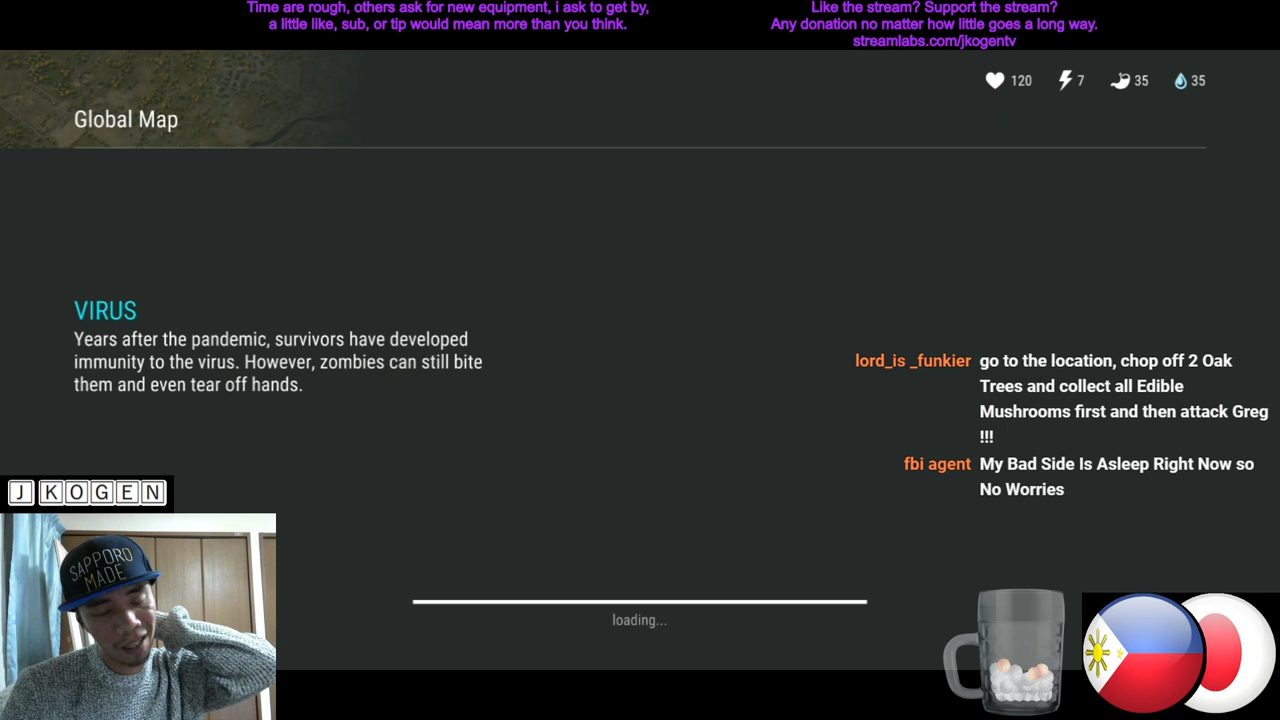 Time are rough, others ask for new equipment, i ask to get by,
a little like, sub, or tip would mean more than you think.
Like the stream? Support the stream?
Any donation no matter how little goes a long way.
streamlabs.com/jkogentv
120
7
35
35
Global Map
VIRUS
Years after the pandemic, survivors have developed
immunity to the virus. However, zombies can still bite
them and even tear off hands.
lord_is _funkier go to the location, chop off 2 Oak
Trees and collect all Edible
Mushrooms first and then attack Greg
!!!
fbi agent My Bad Side Is Asleep Right Now so
No Worries
J KOGEN
SAPPORO
MADE
loading...